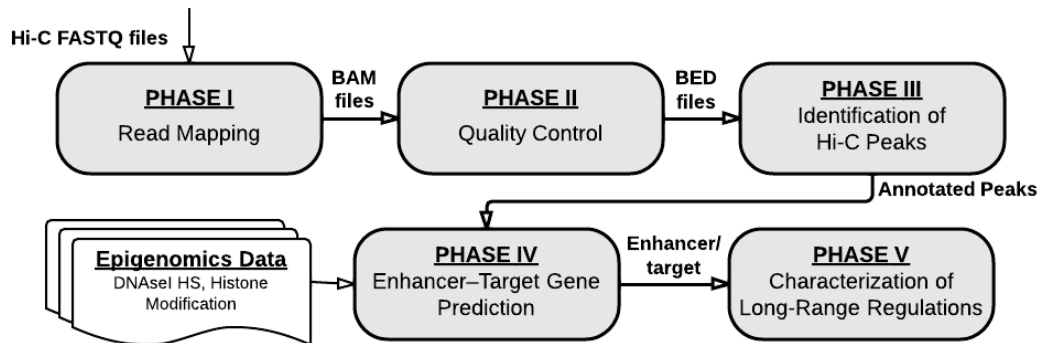 Hi-C FASTQ files
PHASE I
Read Mapping
BAM
files
PHASE II
Quality Control
BED
files
PHASE III
Identification of
Hi-C Peaks
Annotated Peaks
Epigenomics Data
DNAseI HS, Histone
Modification
PHASE IV
Enhancer–Target Gene
Prediction
Enhancer/
target
PHASE V
Characterization of
Long-Range Regulations